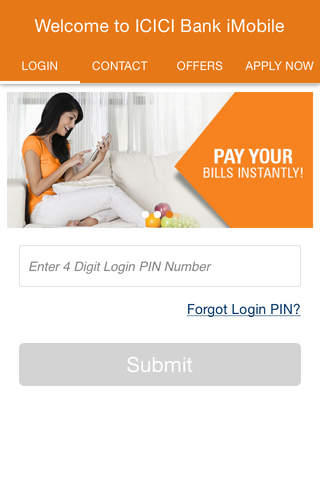 Welcome to ICICI Bank iMobile
LOGIN CONTACT OFFERS APPLY NOW
PAY YOUR
BILLS INSTANTLY!
Enter 4 Digit Login PIN Number
Forgot Login PIN?
Submit